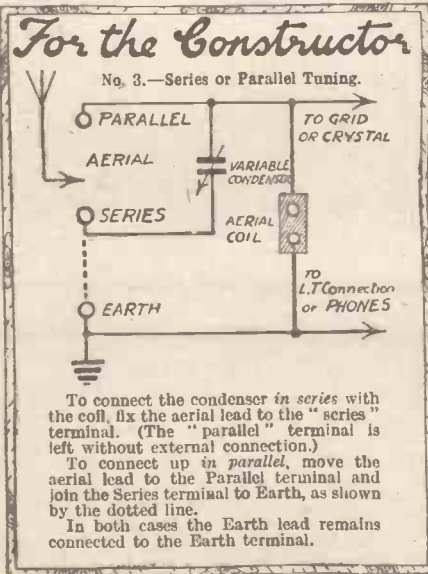 For the Constructor
No. 3.—Series or Parallel Tuning.
PARALLEL
TO GRID
OR CRYSTAL
AERIAL
VARIABLE
CONDENSER
SERIES
AERIAL
COIL
TO
L.T Connection
or PHONES
EARTH
To connect the condenser in series with
the coil, fix the aerial lead to the “ series ”
terminal. (The “ parallel ” terminal is
left without external connection.)
To connect up in parallel, move the
aerial lead to the Parallel terminal and
join the Series terminal to Earth, as shown
by the dotted line.
In both cases the Earth lead remains
connected to the Earth terminal.